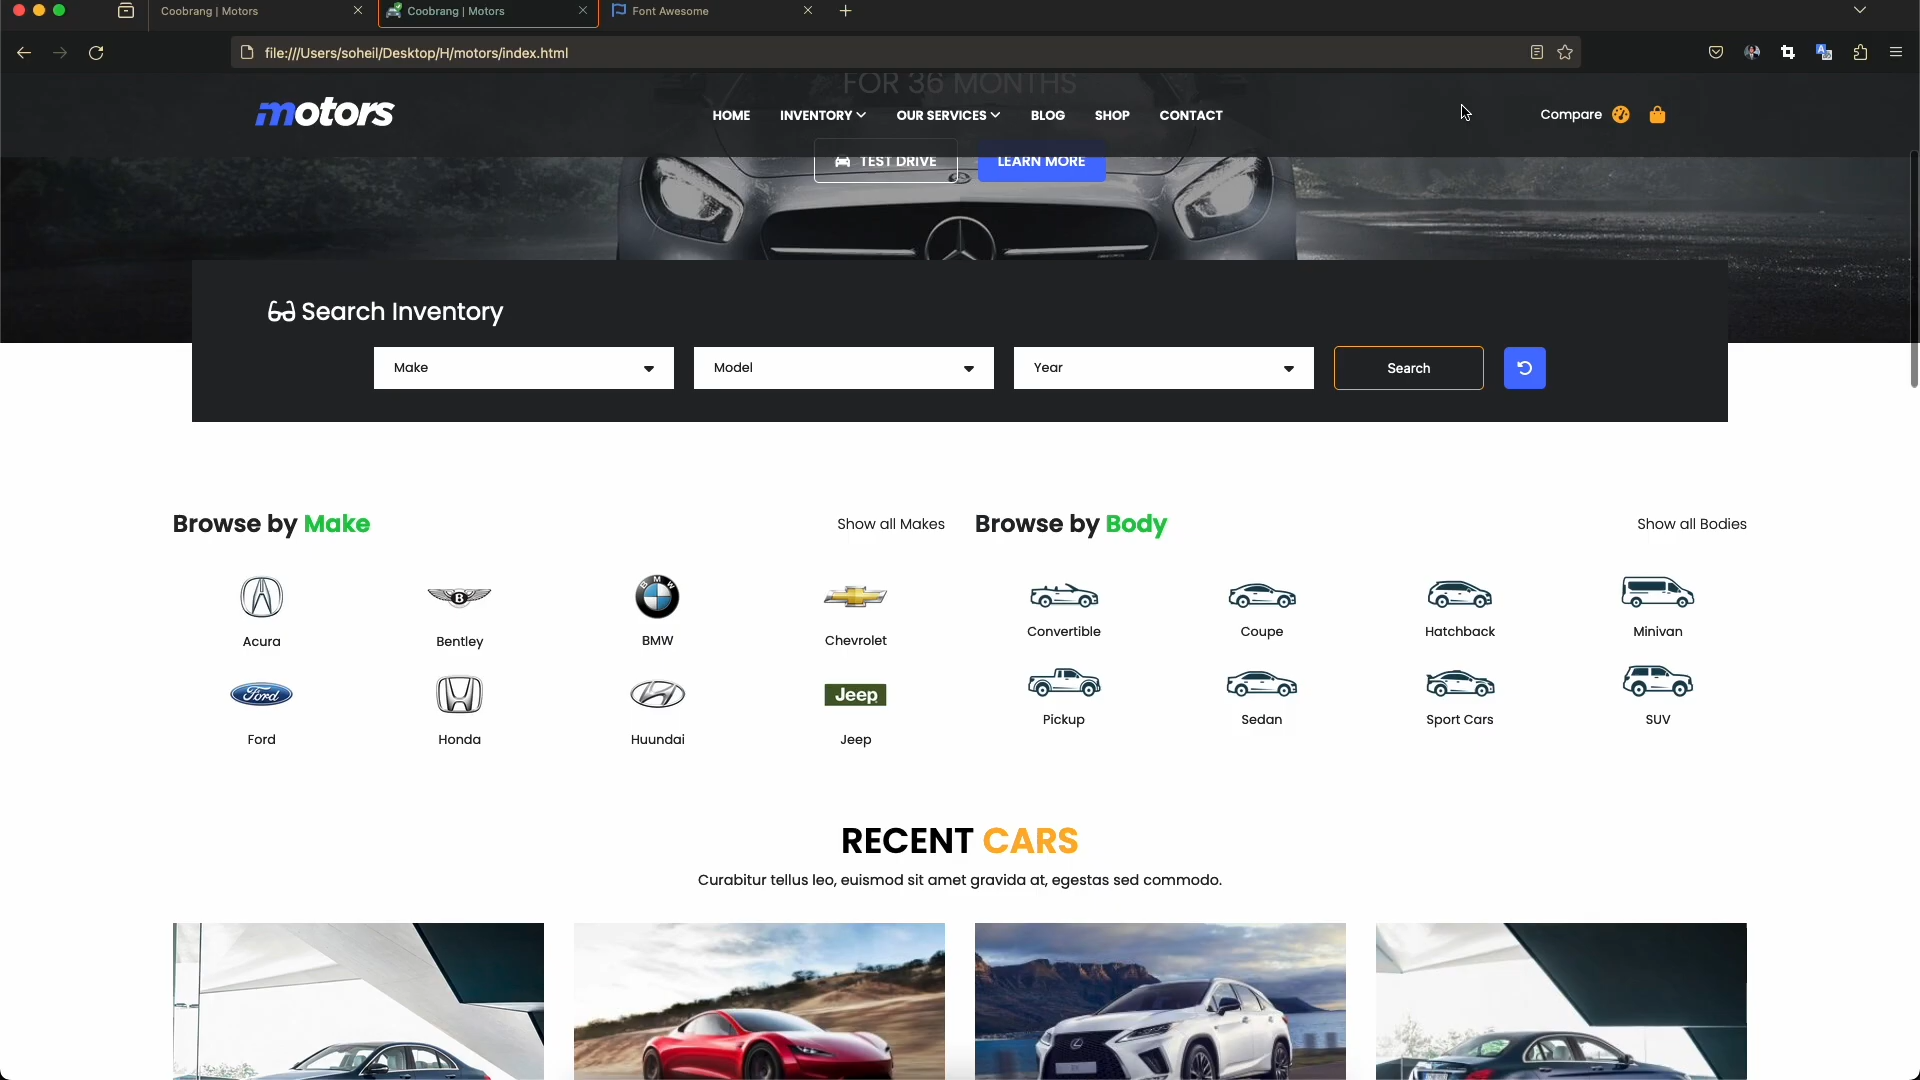 Coobrang | Motors
Coobrang | Motors
Font Awesome
file:///Users/soheil/Desktop/H/motors/index.html
FOR 36 MONTHS
motors
HOME INVENTORY OUR SERVICES BLOG SHOP CONTACT
Compare
TEST DRIVE LEARN MORE
Search Inventory
Make Model Year Search
Browse by Make Show all Makes
Browse by Body Show all Bodies
B BMW
Acura Bentley BMW Chevrolet
Convertible Coupe Hatchback Minivan
Ford Jeep
Ford Honda Huundai Jeep
Pickup Sedan Sport Cars SUV
RECENT CARS
Curabitur tellus leo, euismod sit amet gravida at, egestas sed commodo.